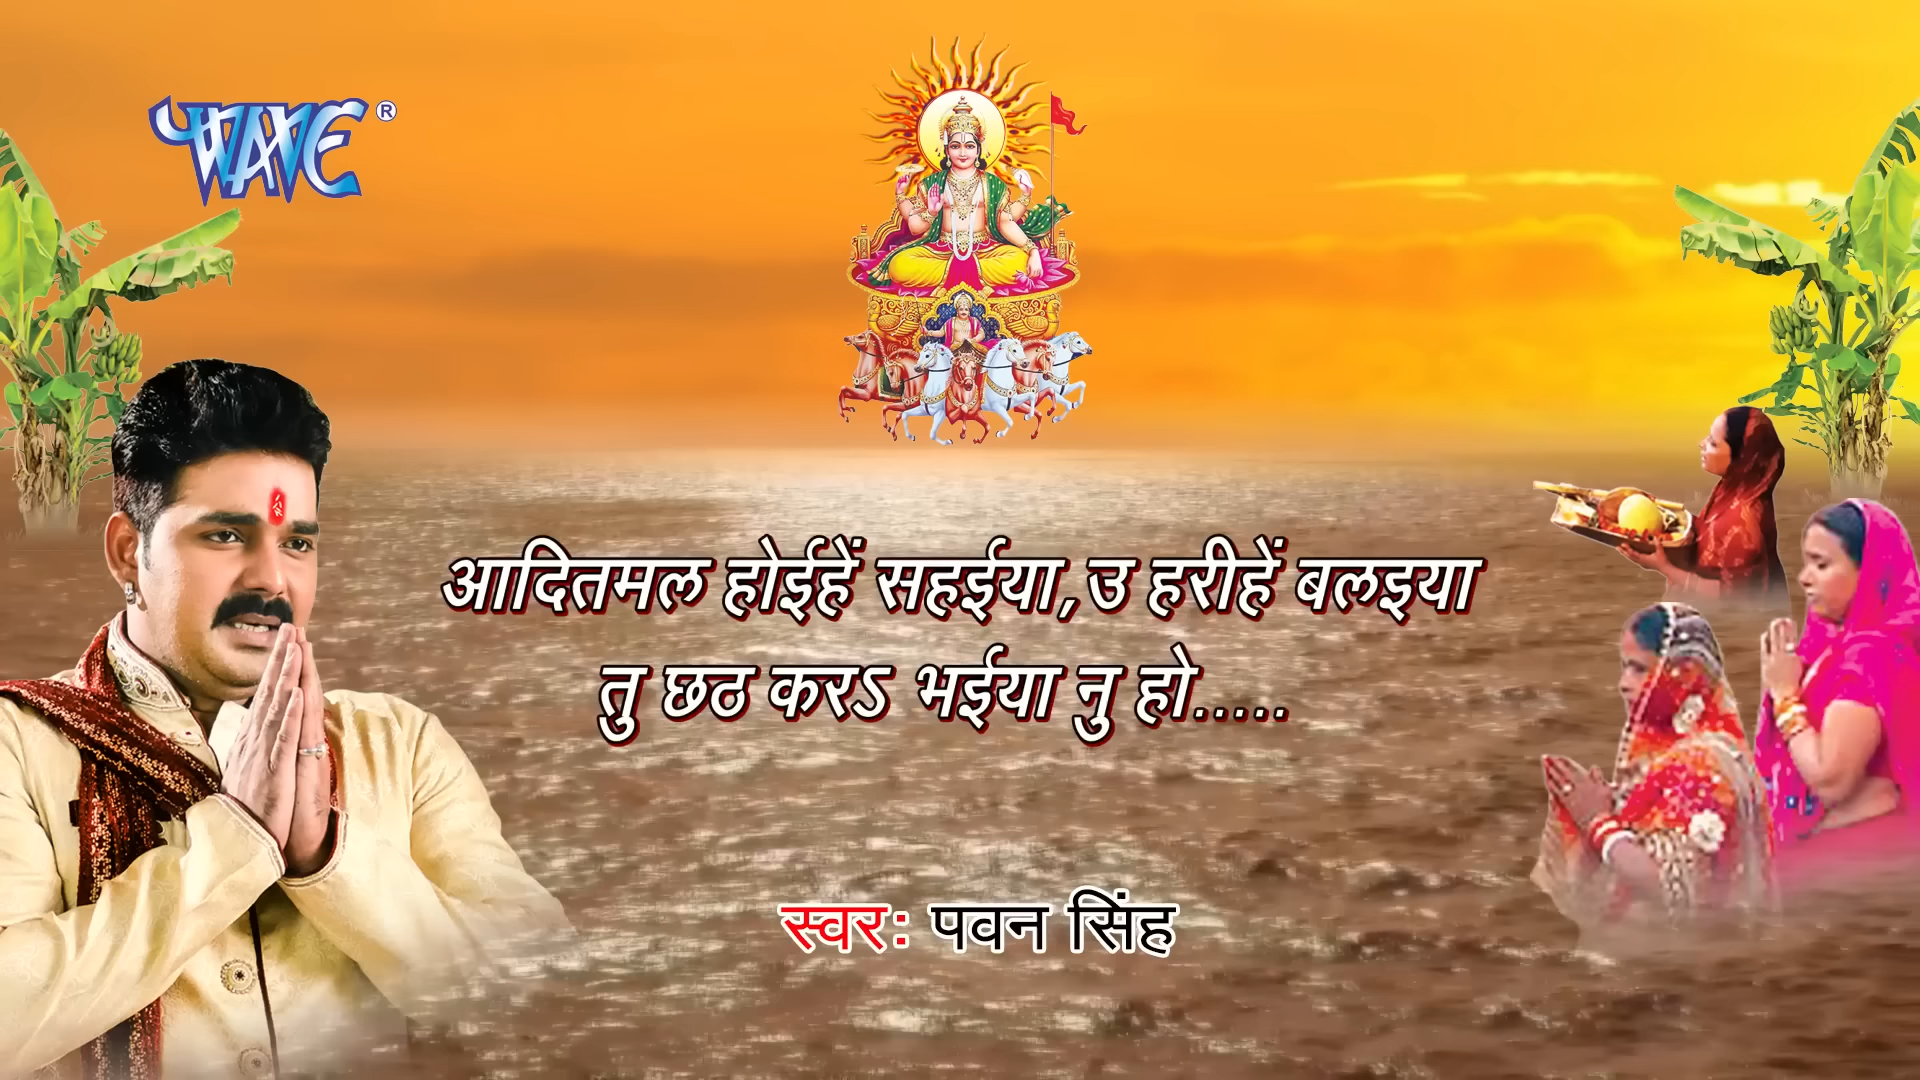 WAVE®
आदितमल होईहें सहईया,उ हरीहें बलइया
तु छठ करऽ भईया नु हो.....
स्वरः पवन सिंह